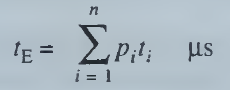 t_E = \sum_{i = 1}^{n} p_i t_i   μs